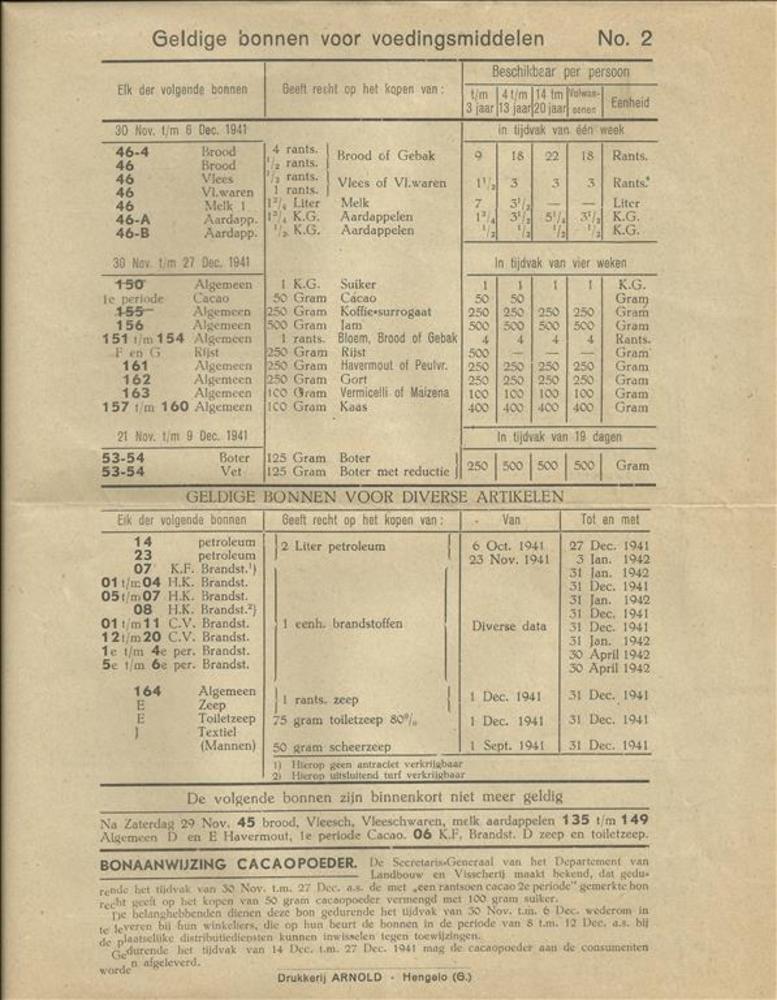 Geldige bonnen voor voedingsmiddelen No. 2
Elk der volgende bonnen Geeft recht op het kopen van: Beschikbaar per persoon
t/m 3 jaar 4 t/m 13 jaar 14 tm 20 jaar Volwassenen Eenheid
30 Nov. t/m 6 Dec. 1941 in tijdvak van één week
46-4 Brood 4 rants. Brood of Gebak 9 18 22 18 Rants.
46 Brood 1/2 rants.
46 Vlees 1/2 rants. Vlees of Vl.waren 1 1/2 3 3 3 Rants.
46 Vl.waren 1 rants.
46 Melk 1 1 3/4 Liter Melk 7 3 1/2 — — Liter
46-A Aardapp. 1 3/4 K.G. Aardappelen 1 3/4 3 1/2 5 1/4 3 1/2 K.G.
46-B Aardapp. 1/2 K.G. Aardappelen 1/2 1/2 1/2 1/2 K.G.
30 Nov. t/m 27 Dec. 1941 In tijdvak van vier weken
150 Algemeen 1 K.G. Suiker 1 1 1 1 K.G.
1e periode Cacao 50 Gram Cacao 50 50 Gram
155 Algemeen 250 Gram Koffie-surrogaat 250 250 250 250 Gram
156 Algemeen 500 Gram Jam 500 500 500 500 Gram
151 t/m 154 Algemeen 1 rants. Bloem, Brood of Gebak 4 4 4 4 Rants.
F en G Rijst 250 Gram Rijst 500 — — — Gram
161 Algemeen 250 Gram Havermout of Peulvr. 250 250 250 250 Gram
162 Algemeen 250 Gram Gort 250 250 250 250 Gram
163 Algemeen 100 Gram Vermicelli of Maizena 100 100 100 100 Gram
157 t/m 160 Algemeen 100 Gram Kaas 400 400 400 400 Gram
21 Nov. t/m 9 Dec. 1941 In tijdvak van 19 dagen
53-54 Boter 125 Gram Boter 250 500 500 500 Gram
53-54 Vet 125 Gram Boter met reductie
GELDIGE BONNEN VOOR DIVERSE ARTIKELEN
Elk der volgende bonnen Geeft recht op het kopen van: Van Tot en met
14 petroleum 2 Liter petroleum 6 Oct. 1941 27 Dec. 1941
23 petroleum 23 Nov. 1941 3 Jan. 1942
07 K.F. Brandst.1) 31 Jan. 1942
01 t/m 04 H.K. Brandst. 31 Dec. 1941
05 t/m 07 H.K. Brandst. 31 Jan. 1942
08 H.K. Brandst.2) 31 Dec. 1941
01 t/m 11 C.V. Brandst. 1 eenh. brandstoffen Diverse data 31 Dec. 1941
12 t/m 20 C.V. Brandst. 31 Jan. 1942
1e t/m 4e per. Brandst. 30 April 1942
5e t/m 6e per. Brandst. 30 April 1942
164 Algemeen 1 rants. zeep 1 Dec. 1941 31 Dec. 1941
E Zeep
E Toiletzeep 75 gram toiletzeep 80% 1 Dec. 1941 31 Dec. 1941
J Textiel
(Mannen) 50 gram scheerzeep 1 Sept. 1941 31 Dec. 1941
1) Hierop geen antraciet verkrijgbaar
2) Hierop uitsluitend turf verkrijgbaar
De volgende bonnen zijn binnenkort niet meer geldig
Na Zaterdag 29 Nov. 45 brood, Vleesch, Vleeschwaren, melk aardappelen 135 t/m 149
Algemeen D en E Havermout, 1e periode Cacao. 06 K.F. Brandst. D zeep en toiletzeep.
BONAANWIJZING CACAOPOEDER. De Secretaris-Generaal van het Departement van
Landbouw en Visscherij maakt bekend, dat gedu-
rende het tijdvak van 30 Nov. t.m. 27 Dec. a.s. de met „een rantsoen cacao 2e periode” gemerkte bon
recht geeft op het kopen van 50 gram cacaopoeder vermengd met 100 gram suiker.
De belanghebbenden dienen deze bon gedurende het tijdvak van 30 Nov. t.m. 6 Dec. wederom in
te leveren bij hun winkeliers, die op hun beurt de bonnen in de periode van 8 t.m. 12 Dec. a.s. bij
de plaatselijke distributiediensten kunnen inwisselen tegen toewijzingen.
Gedurende het tijdvak van 14 Dec. t.m. 27 Dec. 1941 mag de cacaopoeder aan de consumenten
worden afgeleverd.
Drukkerij ARNOLD - Hengelo (G.)